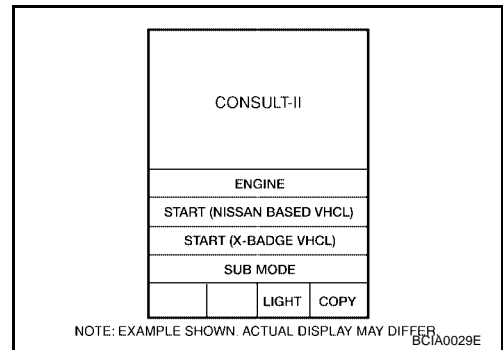 CONSULT-II
ENGINE
START (NISSAN BASED VHCL)
START (X-BADGE VHCL)
SUB MODE
LIGHT COPY
NOTE: EXAMPLE SHOWN. ACTUAL DISPLAY MAY DIFFER.
BCIA0029E